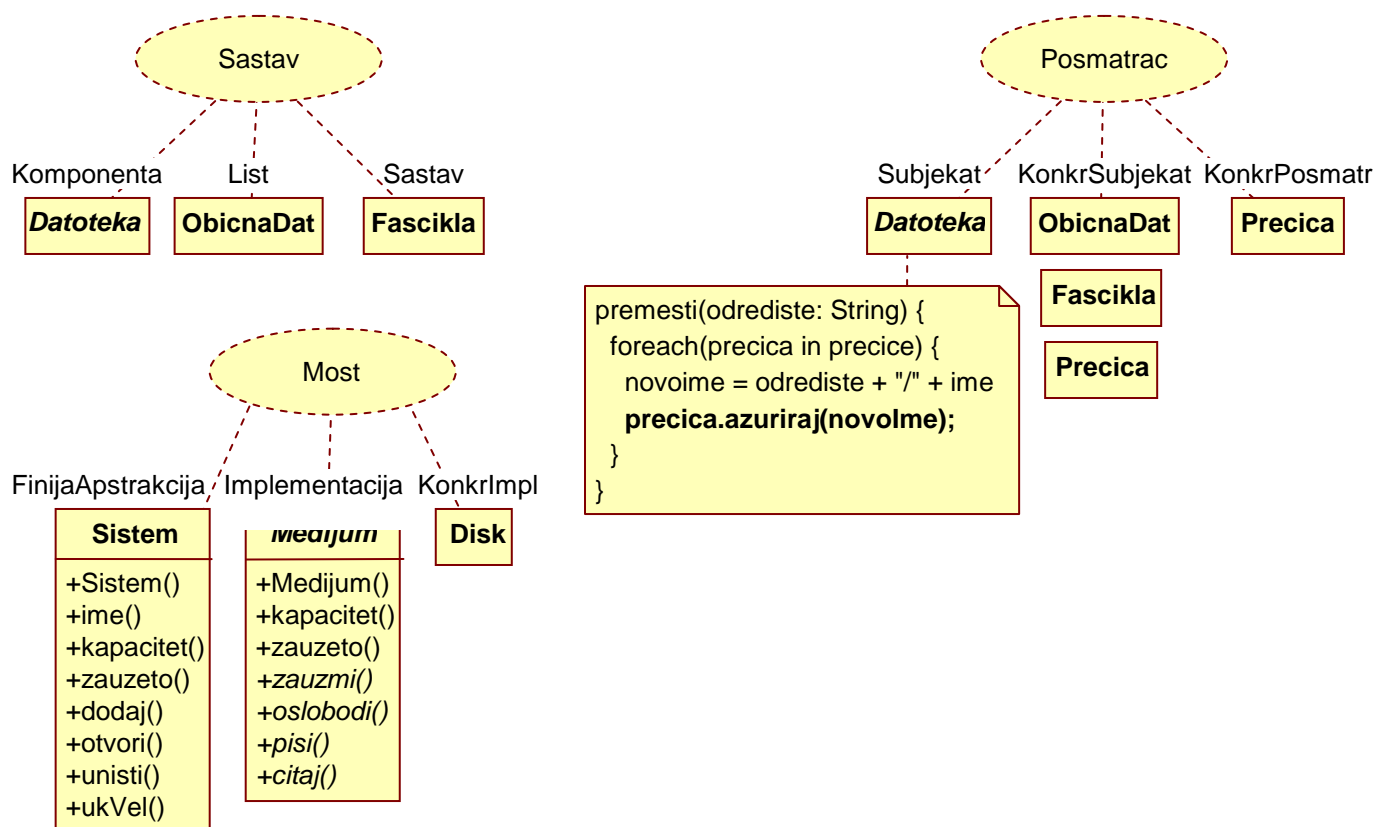 Sastav
Komponenta
List
Sastav
Datoteka
ObicnaDat
Fascikla
Posmatrac
Subjekat
KonkrSubjekat
KonkrPosmatr
Datoteka
ObicnaDat
Precica
Fascikla
Precica
premesti(odrediste: String) {
foreach(precica in precice) {
novoime = odrediste + "/" + ime
precica.azuriraj(novoIme);
}
}
Most
FinijaApstrakcija
Implementacija
KonkrImpl
Sistem
+Sistem()
+ime()
+kapacitet()
+zauzeto()
+dodaj()
+otvori()
+unisti()
+ukVel()
Medijum
+Medijum()
+kapacitet()
+zauzeto()
+zauzmi()
+oslobodi()
+pisi()
+citaj()
Disk